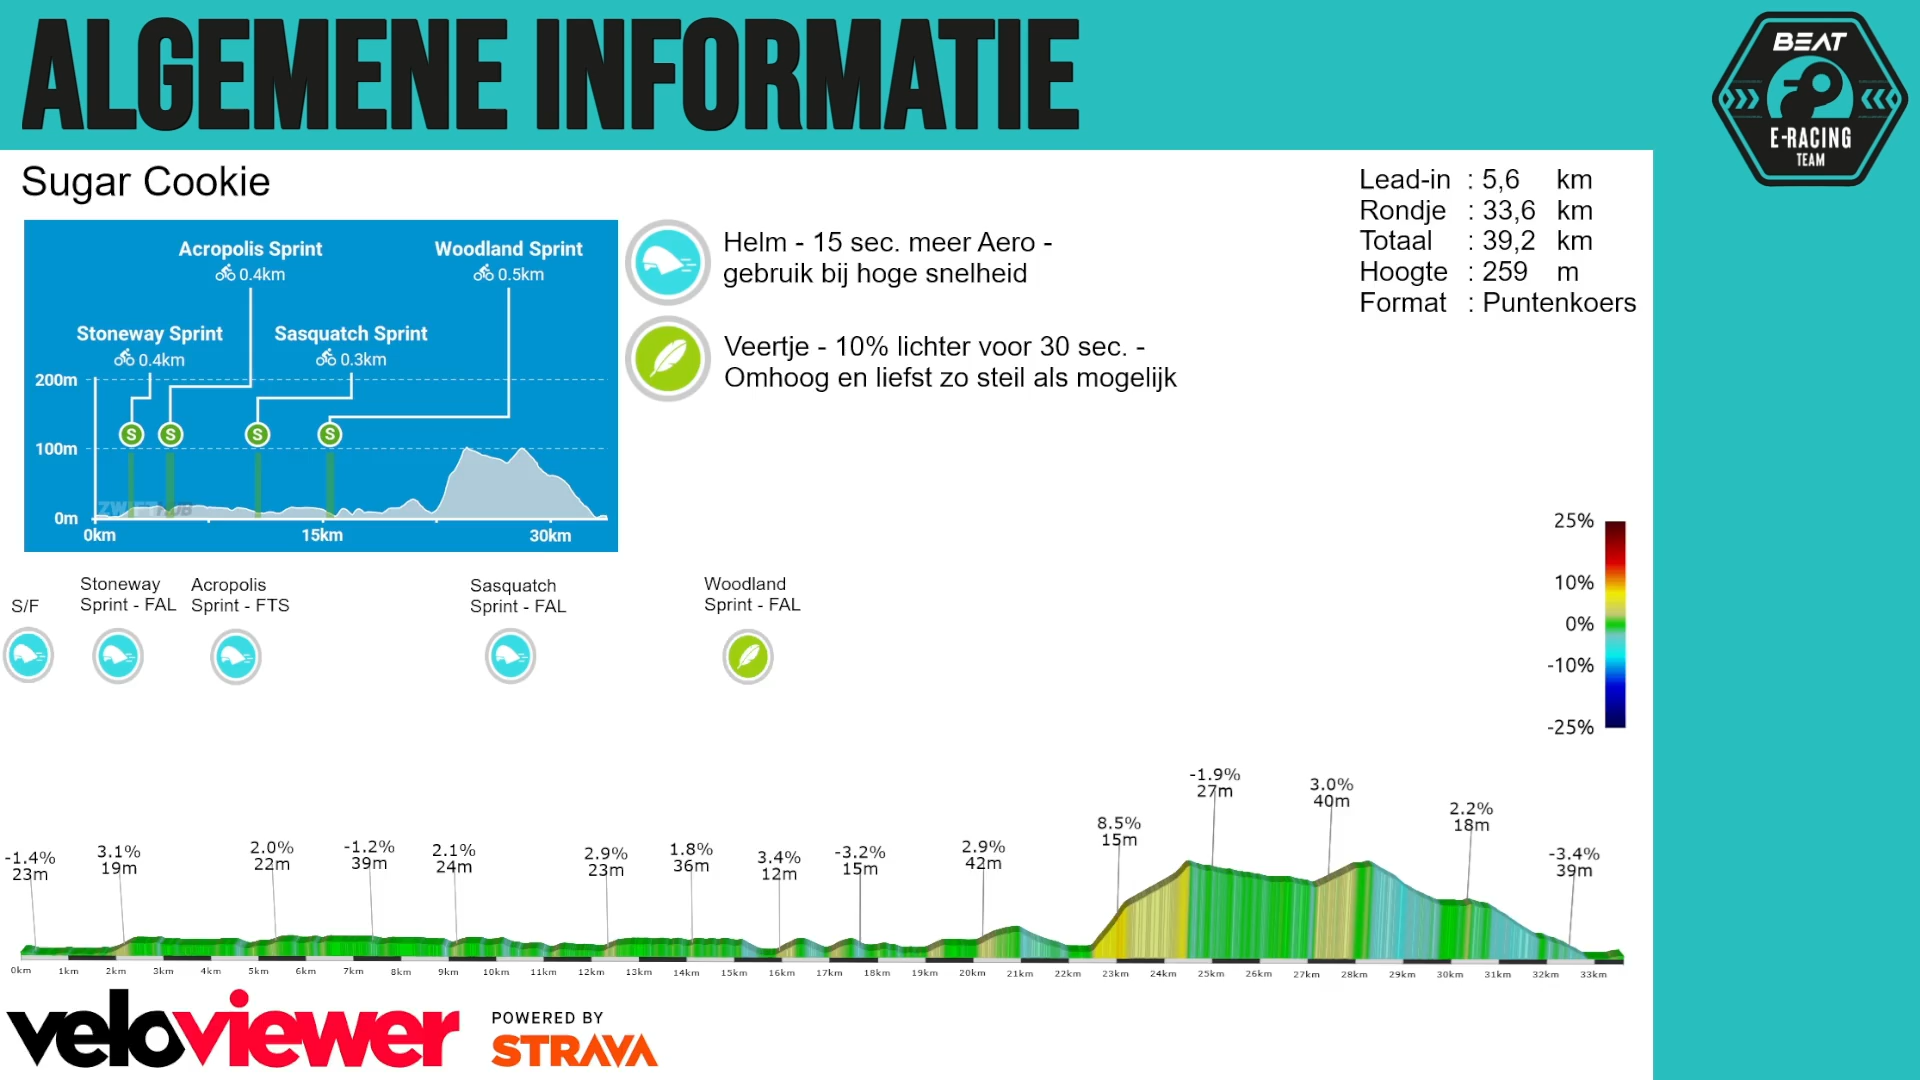 ALGEMENE INFORMATIE
BEAT
E-RACING
TEAM
Sugar Cookie
Lead-in : 5,6 km
Rondje : 33,6 km
Totaal : 39,2 km
Hoogte : 259 m
Format : Puntenkoers
Acropolis Sprint
0.4km
Woodland Sprint
0.5km
Stoneway Sprint
0.4km
Sasquatch Sprint
0.3km
200m
S S S S
100m
ZWIFTHUB
0m
0km 15km 30km
Helm - 15 sec. meer Aero -
gebruik bij hoge snelheid
Veertje - 10% lichter voor 30 sec. -
Omhoog en liefst zo steil als mogelijk
S/F
Stoneway
Sprint - FAL
Acropolis
Sprint - FTS
Sasquatch
Sprint - FAL
Woodland
Sprint - FAL
25%
10%
0%
-10%
-25%
-1.4%
23m
3.1%
19m
2.0%
22m
-1.2%
39m
2.1%
24m
2.9%
23m
1.8%
36m
3.4%
12m
-3.2%
15m
2.9%
42m
8.5%
15m
-1.9%
27m
3.0%
40m
2.2%
18m
-3.4%
39m
0km 1km 2km 3km 4km 5km 6km 7km 8km 9km 10km 11km 12km 13km 14km 15km 16km 17km 18km 19km 20km 21km 22km 23km 24km 25km 26km 27km 28km 29km 30km 31km 32km 33km
veloviewer
POWERED BY
STRAVA